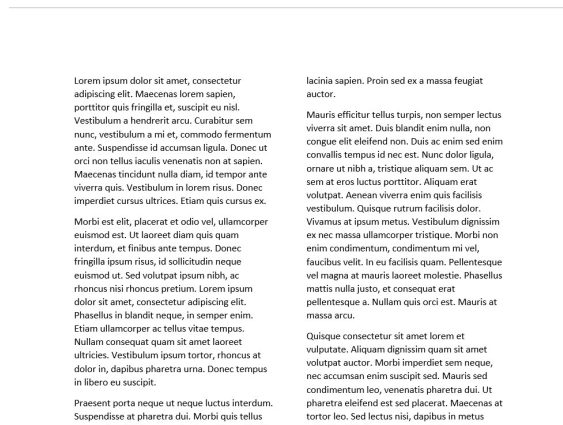 Lorem ipsum dolor sit amet, consectetur
adipiscing elit. Maecenas lorem sapien,
porttitor quis fringilla et, suscipit eu nisl.
Vestibulum a hendrerit arcu. Curabitur sem
nunc, vestibulum a mi et, commodo fermentum
ante. Suspendisse id accumsan ligula. Donec ut
orci non tellus iaculis venenatis non at sapien.
Maecenas tincidunt nulla diam, id tempor ante
viverra quis. Vestibulum in lorem risus. Donec
imperdiet cursus ultrices. Etiam quis cursus ex.
Morbi est elit, placerat et odio vel, ullamcorper
euismod est. Ut laoreet diam quis quam
interdum, et finibus ante tempus. Donec
fringilla ipsum risus, id sollicitudin neque
euismod ut. Sed volutpat ipsum nibh, ac
rhoncus nisi rhoncus pretium. Lorem ipsum
dolor sit amet, consectetur adipiscing elit.
Phasellus in blandit neque, in semper enim.
Etiam ullamcorper ac tellus vitae tempus.
Nullam consequat quam sit amet laoreet
ultricies. Vestibulum ipsum tortor, rhoncus at
dolor in, dapibus pharetra urna. Donec tempus
in libero eu suscipit.
Praesent porta neque ut neque luctus interdum.
Suspendisse at pharetra dui. Morbi quis tellus
lacinia sapien. Proin sed ex a massa feugiat
auctor.
Mauris efficitur tellus turpis, non semper lectus
viverra sit amet. Duis blandit enim nulla, non
congue elit eleifend non. Duis ac enim sed enim
convallis tempus id nec est. Nunc dolor ligula,
ornare ut nibh a, tristique aliquam sem. Ut ac
sem at eros luctus porttitor. Aliquam erat
volutpat. Aenean viverra enim quis facilisis
vestibulum. Quisque rutrum facilisis dolor.
Vivamus at ipsum metus. Vestibulum dignissim
ex nec massa ullamcorper tristique. Morbi non
enim condimentum, condimentum mi vel,
faucibus velit. In eu facilisis quam. Pellentesque
vel magna at mauris laoreet molestie. Phasellus
mattis nulla justo, et consequat erat
pellentesque a. Nullam quis orci est. Mauris at
massa arcu.
Quisque consectetur sit amet lorem et
vulputate. Aliquam dignissim quam sit amet
volutpat auctor. Morbi imperdiet sem neque,
nec accumsan enim suscipit sed. Mauris sed
condimentum leo, venenatis pharetra dui. Ut
pharetra eleifend est sed placerat. Maecenas at
tortor leo. Sed lectus nisi, dapibus in metus